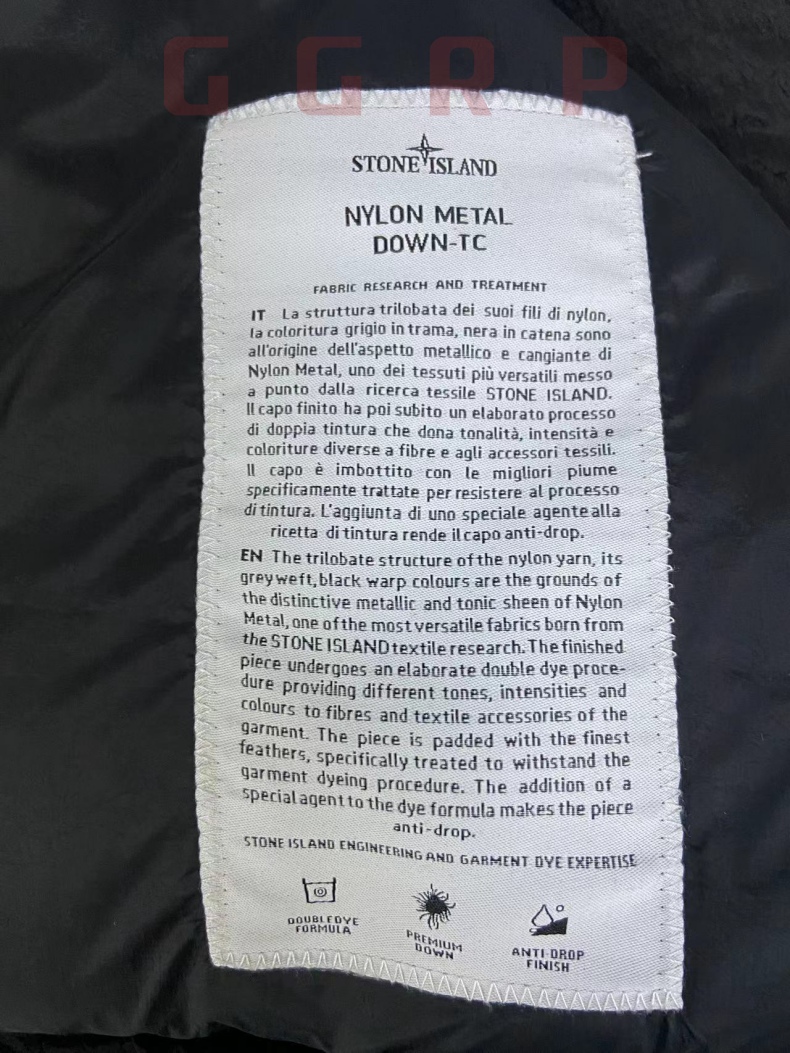 G G R P
STONE ISLAND
NYLON METAL
DOWN-TC
FABRIC RESEARCH AND TREATMENT
IT La struttura trilobata dei suoi fili di nylon,
la coloritura grigio in trama, nera in catena sono
all'origine dell'aspetto metallico e cangiante di
Nylon Metal, uno dei tessuti più versatili messo
a punto dalla ricerca tessile STONE ISLAND.
Il capo finito ha poi subito un elaborato processo
di doppia tintura che dona tonalità, intensità e
coloriture diverse a fibre e agli accessori tessili.
Il capo è imbottito con le migliori piume
specificamente trattate per resistere al processo
di tintura. L'aggiunta di uno speciale agente alla
ricetta di tintura rende il capo anti-drop.
EN The trilobate structure of the nylon yarn, its
grey weft, black warp colours are the grounds of
the distinctive metallic and tonic sheen of Nylon
Metal, one of the most versatile fabrics born from
the STONE ISLAND textile research. The finished
piece undergoes an elaborate double dye proce-
dure providing different tones, intensities and
colours to fibres and textile accessories of the
garment. The piece is padded with the finest
feathers, specifically treated to withstand the
garment dyeing procedure. The addition of a
special agent to the dye formula makes the piece
anti-drop.
STONE ISLAND ENGINEERING AND GARMENT DYE EXPERTISE
DOUBLE DYE
FORMULA
PREMIUM
DOWN
ANTI-DROP
FINISH